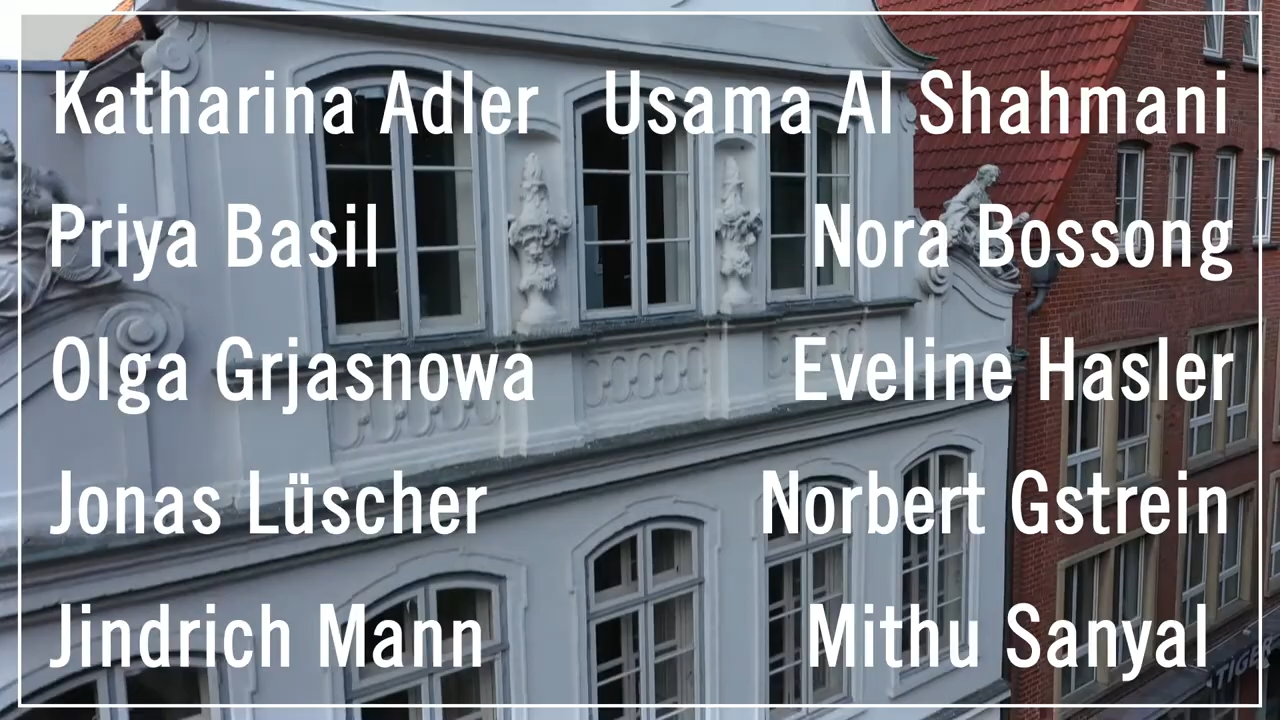 Katharina Adler Usama Al Shahmani
Priya Basil Nora Bossong
Olga Grjasnowa Eveline Hasler
Jonas Lüscher Norbert Gstrein
Jindrich Mann Mithu Sanyal
TIGER